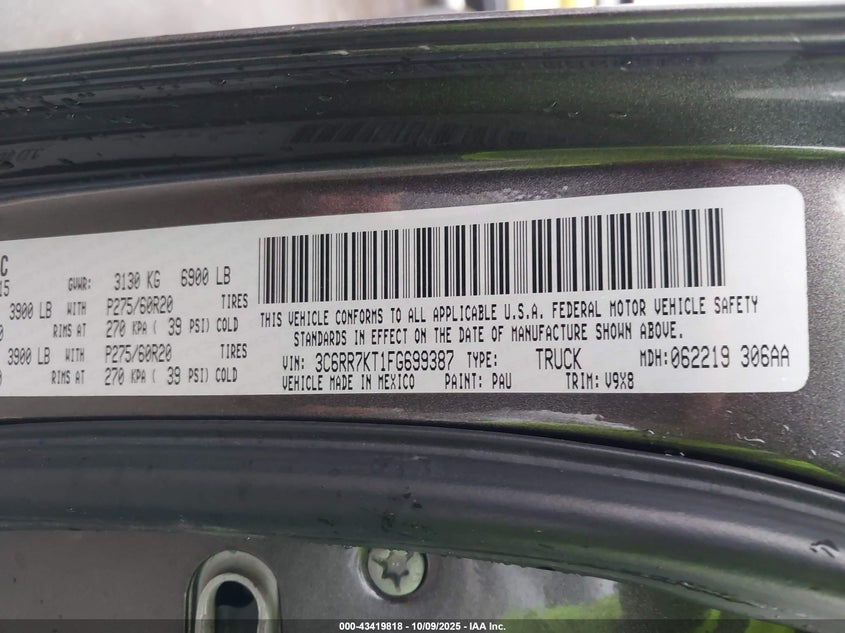 C
15 GVWR: 3130 KG 6900 LB
3900 LB WITH P275/60R20 TIRES
0 RIMS AT 270 KPA ( 39 PSI) COLD
3900 LB WITH P275/60R20 TIRES
0 RIMS AT 270 KPA ( 39 PSI) COLD
THIS VEHICLE CONFORMS TO ALL APPLICABLE U.S.A. FEDERAL MOTOR VEHICLE SAFETY
STANDARDS IN EFFECT ON THE DATE OF MANUFACTURE SHOWN ABOVE.
VIN: 3C6RR7KT1FG699387 TYPE: TRUCK MDH: 062219 306AA
VEHICLE MADE IN MEXICO PAINT: PAU TRIM: V9X8
000-43419818 - 10/09/2025 - IAA Inc.